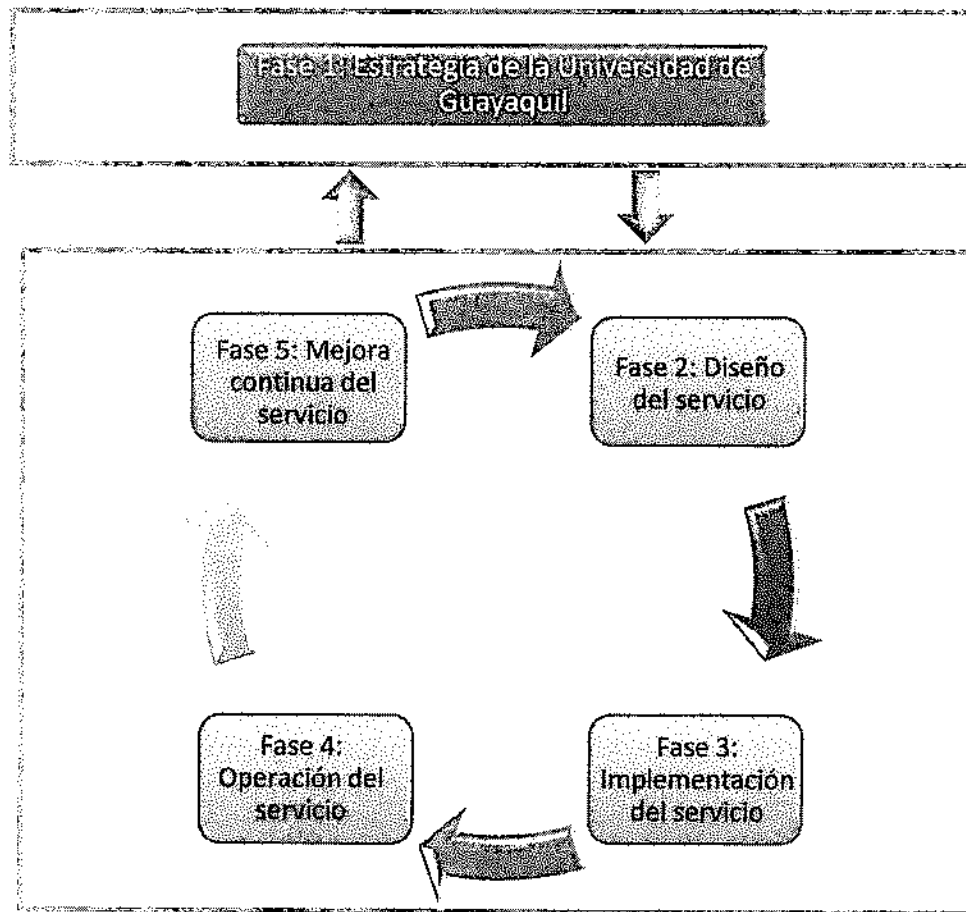 Fase 1: Estrategia de la Universidad de
Guayaquil
Fase 5: Mejora
continua del
servicio
Fase 2: Diseño
del servicio
Fase 4:
Operación del
servicio
Fase 3:
Implementación
del servicio